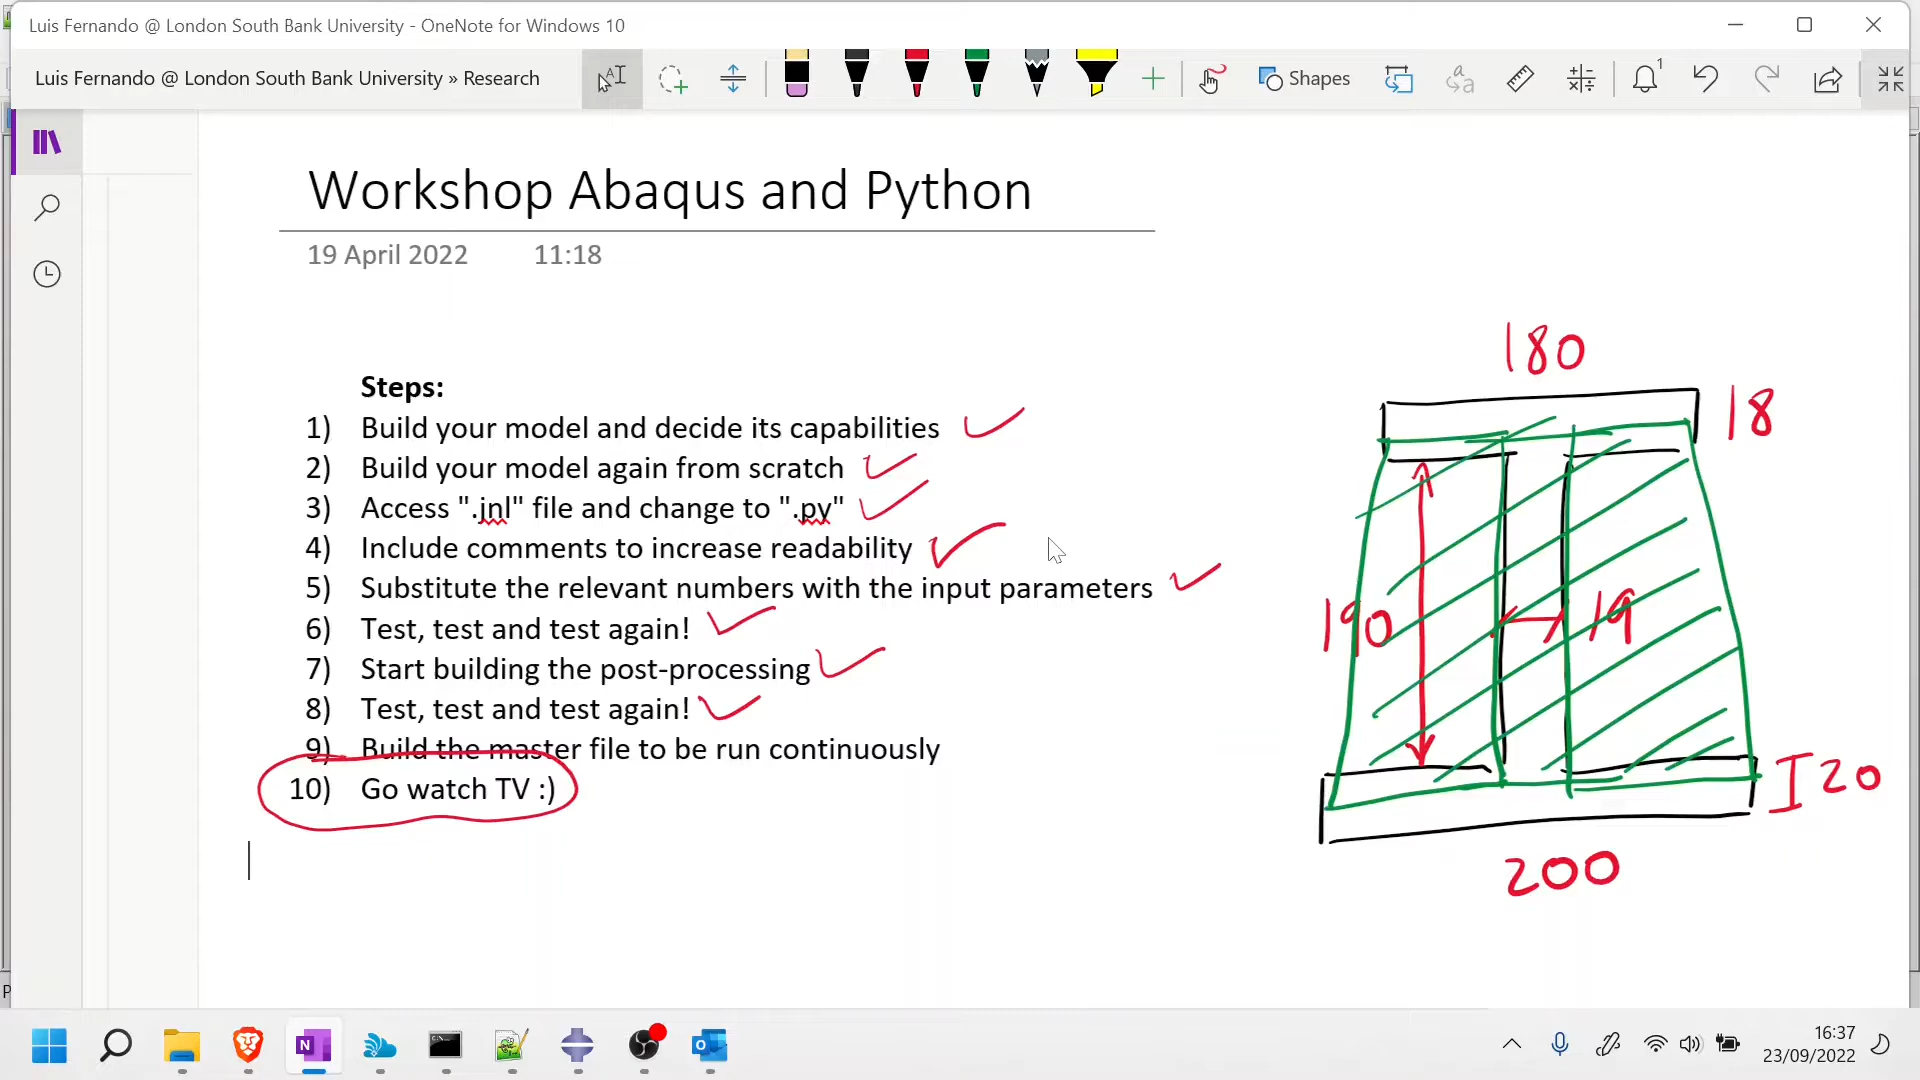 Luis Fernando @ London South Bank University - OneNote for Windows 10
Luis Fernando @ London South Bank University » Research
Shapes
1
Workshop Abaqus and Python
19 April 2022 11:18
Steps:
1) Build your model and decide its capabilities
2) Build your model again from scratch
3) Access ".jnl" file and change to ".py"
4) Include comments to increase readability
5) Substitute the relevant numbers with the input parameters
6) Test, test and test again!
7) Start building the post-processing
8) Test, test and test again!
9) Build the master file to be run continuously
10) Go watch TV :)
180
18
190
19
I 20
200
16:37
23/09/2022